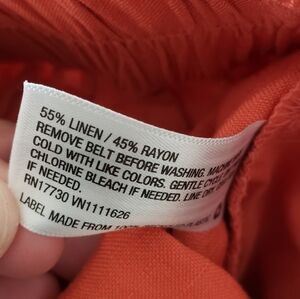 55% LINEN / 45% RAYON
REMOVE BELT BEFORE WASHING. MACHINE
COLD WITH LIKE COLORS. GENTLE CYCLE.
CHLORINE BLEACH IF NEEDED. LINE DRY.
IF NEEDED.
RN17730 VN1111626
LABEL MADE FROM